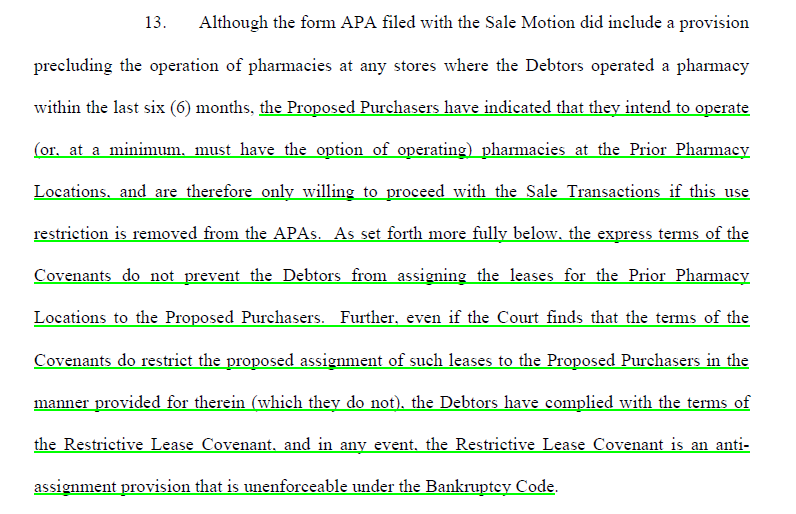 13. Although the form APA filed with the Sale Motion did include a provision
precluding the operation of pharmacies at any stores where the Debtors operated a pharmacy
within the last six (6) months, the Proposed Purchasers have indicated that they intend to operate
(or, at a minimum, must have the option of operating) pharmacies at the Prior Pharmacy
Locations, and are therefore only willing to proceed with the Sale Transactions if this use
restriction is removed from the APAs. As set forth more fully below, the express terms of the
Covenants do not prevent the Debtors from assigning the leases for the Prior Pharmacy
Locations to the Proposed Purchasers. Further, even if the Court finds that the terms of the
Covenants do restrict the proposed assignment of such leases to the Proposed Purchasers in the
manner provided for therein (which they do not), the Debtors have complied with the terms of
the Restrictive Lease Covenant, and in any event, the Restrictive Lease Covenant is an anti-
assignment provision that is unenforceable under the Bankruptcy Code.